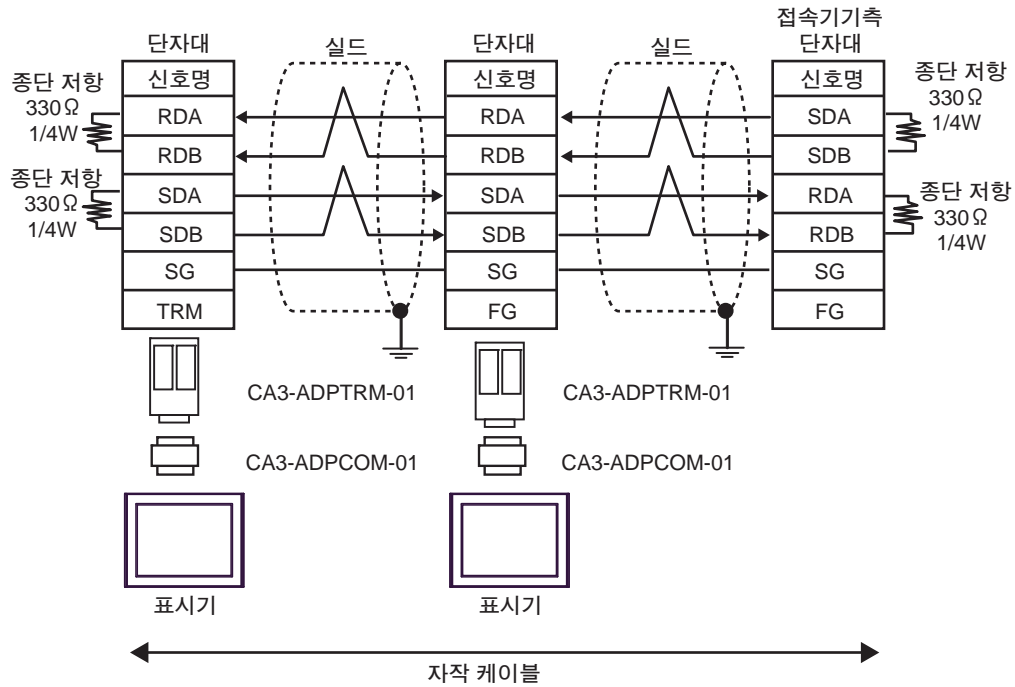 접속기기측
단자대
실드
단자대
실드
단자대
종단 저항
330Ω
1/4W
신호명
신호명
신호명
종단 저항
330Ω
1/4W
RDA
RDA
SDA
RDB
RDB
SDB
종단 저항
330Ω
1/4W
SDA
SDA
RDA
종단 저항
330Ω
1/4W
SDB
SDB
RDB
SG
SG
SG
TRM
FG
FG
CA3-ADPTRM-01
CA3-ADPTRM-01
CA3-ADPCOM-01
CA3-ADPCOM-01
표시기
표시기
자작 케이블